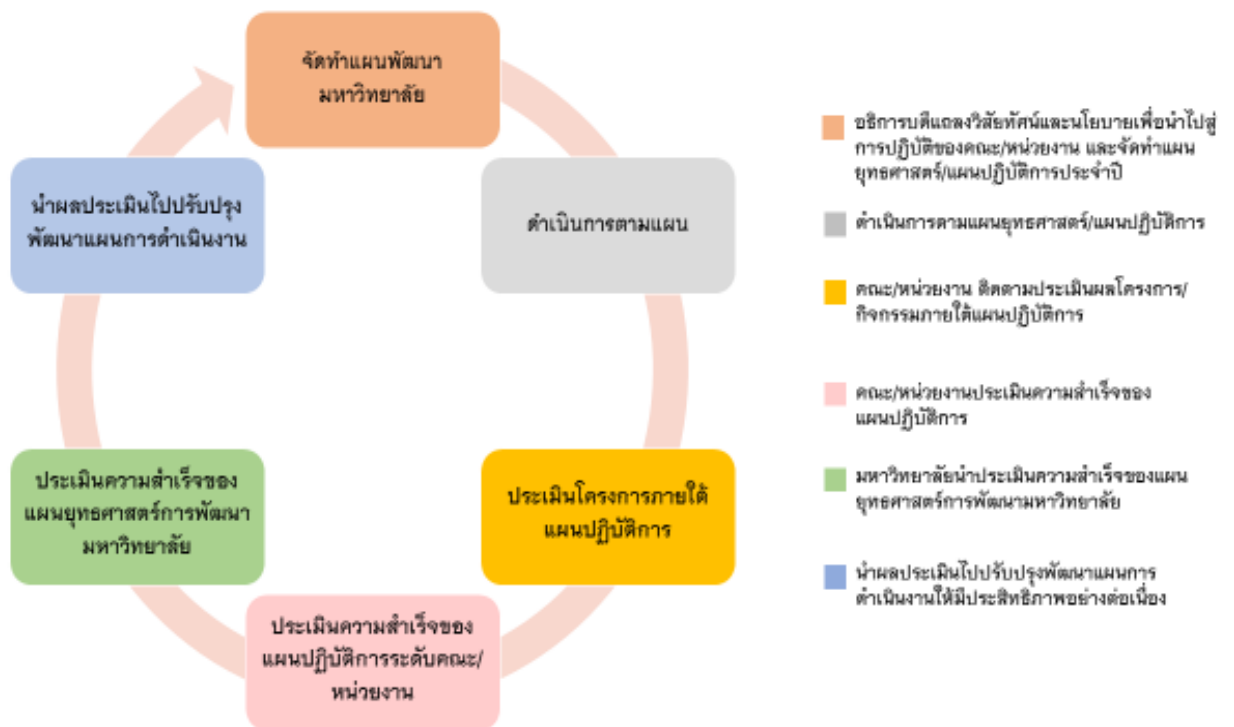 จัดทำแผนพัฒนา
มหาวิทยาลัย
ดำเนินการตามแผน
ประเมินโครงการภายใต้
แผนปฏิบัติการ
ประเมินความสำเร็จของ
แผนปฏิบัติการระดับคณะ/
หน่วยงาน
ประเมินความสำเร็จของ
แผนยุทธศาสตร์การพัฒนา
มหาวิทยาลัย
นำผลประเมินไปปรับปรุง
พัฒนาแผนการดำเนินงาน
อธิการบดีแถลงวิสัยทัศน์และนโยบายเพื่อนำไปสู่
การปฏิบัติของคณะ/หน่วยงาน และจัดทำแผน
ยุทธศาสตร์/แผนปฏิบัติการประจำปี
ดำเนินการตามแผนยุทธศาสตร์/แผนปฏิบัติการ
คณะ/หน่วยงาน ติดตามประเมินผลโครงการ/
กิจกรรมภายใต้แผนปฏิบัติการ
คณะ/หน่วยงานประเมินความสำเร็จของ
แผนปฏิบัติการ
มหาวิทยาลัยนำประเมินความสำเร็จของแผน
ยุทธศาสตร์การพัฒนามหาวิทยาลัย
นำผลประเมินไปปรับปรุงพัฒนาแผนการ
ดำเนินงานให้มีประสิทธิภาพอย่างต่อเนื่อง